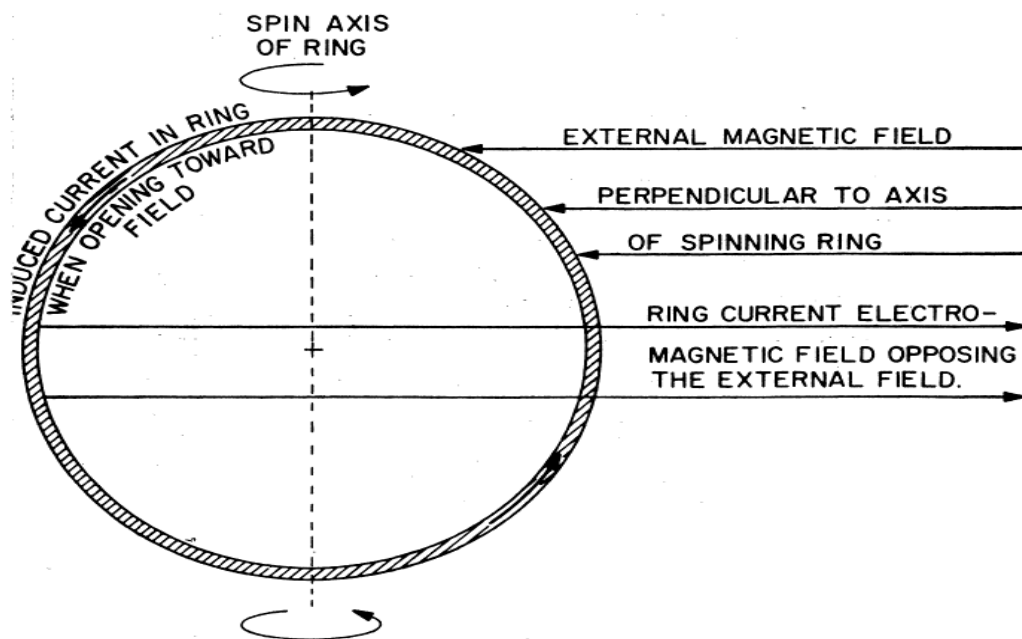 SPIN AXIS
OF RING
INDUCED CURRENT IN RING
WHEN OPENING TOWARD
FIELD
EXTERNAL MAGNETIC FIELD
PERPENDICULAR TO AXIS
OF SPINNING RING
RING CURRENT ELECTRO-
MAGNETIC FIELD OPPOSING
THE EXTERNAL FIELD.